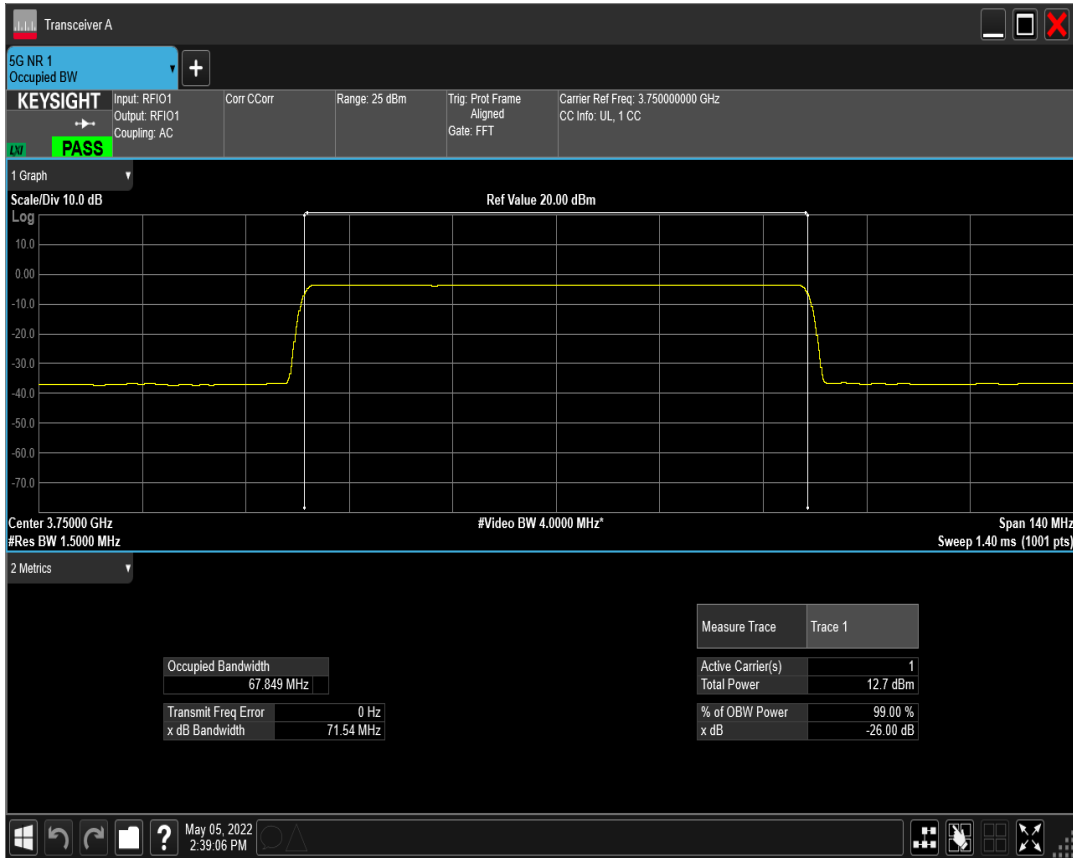 Transceiver A
5G NR 1
Occupied BW
KEYSIGHT
LXI
PASS
Input: RFIO1
Output: RFIO1
Coupling: AC
Corr CCorr
Range: 25 dBm
Trig: Prot Frame
Aligned
Gate: FFT
Carrier Ref Freq: 3.750000000 GHz
CC Info: UL, 1 CC
1 Graph
Scale/Div 10.0 dB
Ref Value 20.00 dBm
Log
10.0
0.00
-10.0
-20.0
-30.0
-40.0
-50.0
-60.0
-70.0
Center 3.75000 GHz
#Video BW 4.0000 MHz*
Span 140 MHz
#Res BW 1.5000 MHz
Sweep 1.40 ms (1001 pts)
2 Metrics
Measure Trace Trace 1
Occupied Bandwidth
67.849 MHz
Active Carrier(s) 1
Total Power 12.7 dBm
Transmit Freq Error 0 Hz
x dB Bandwidth 71.54 MHz
% of OBW Power 99.00 %
x dB -26.00 dB
?
May 05, 2022
2:39:06 PM